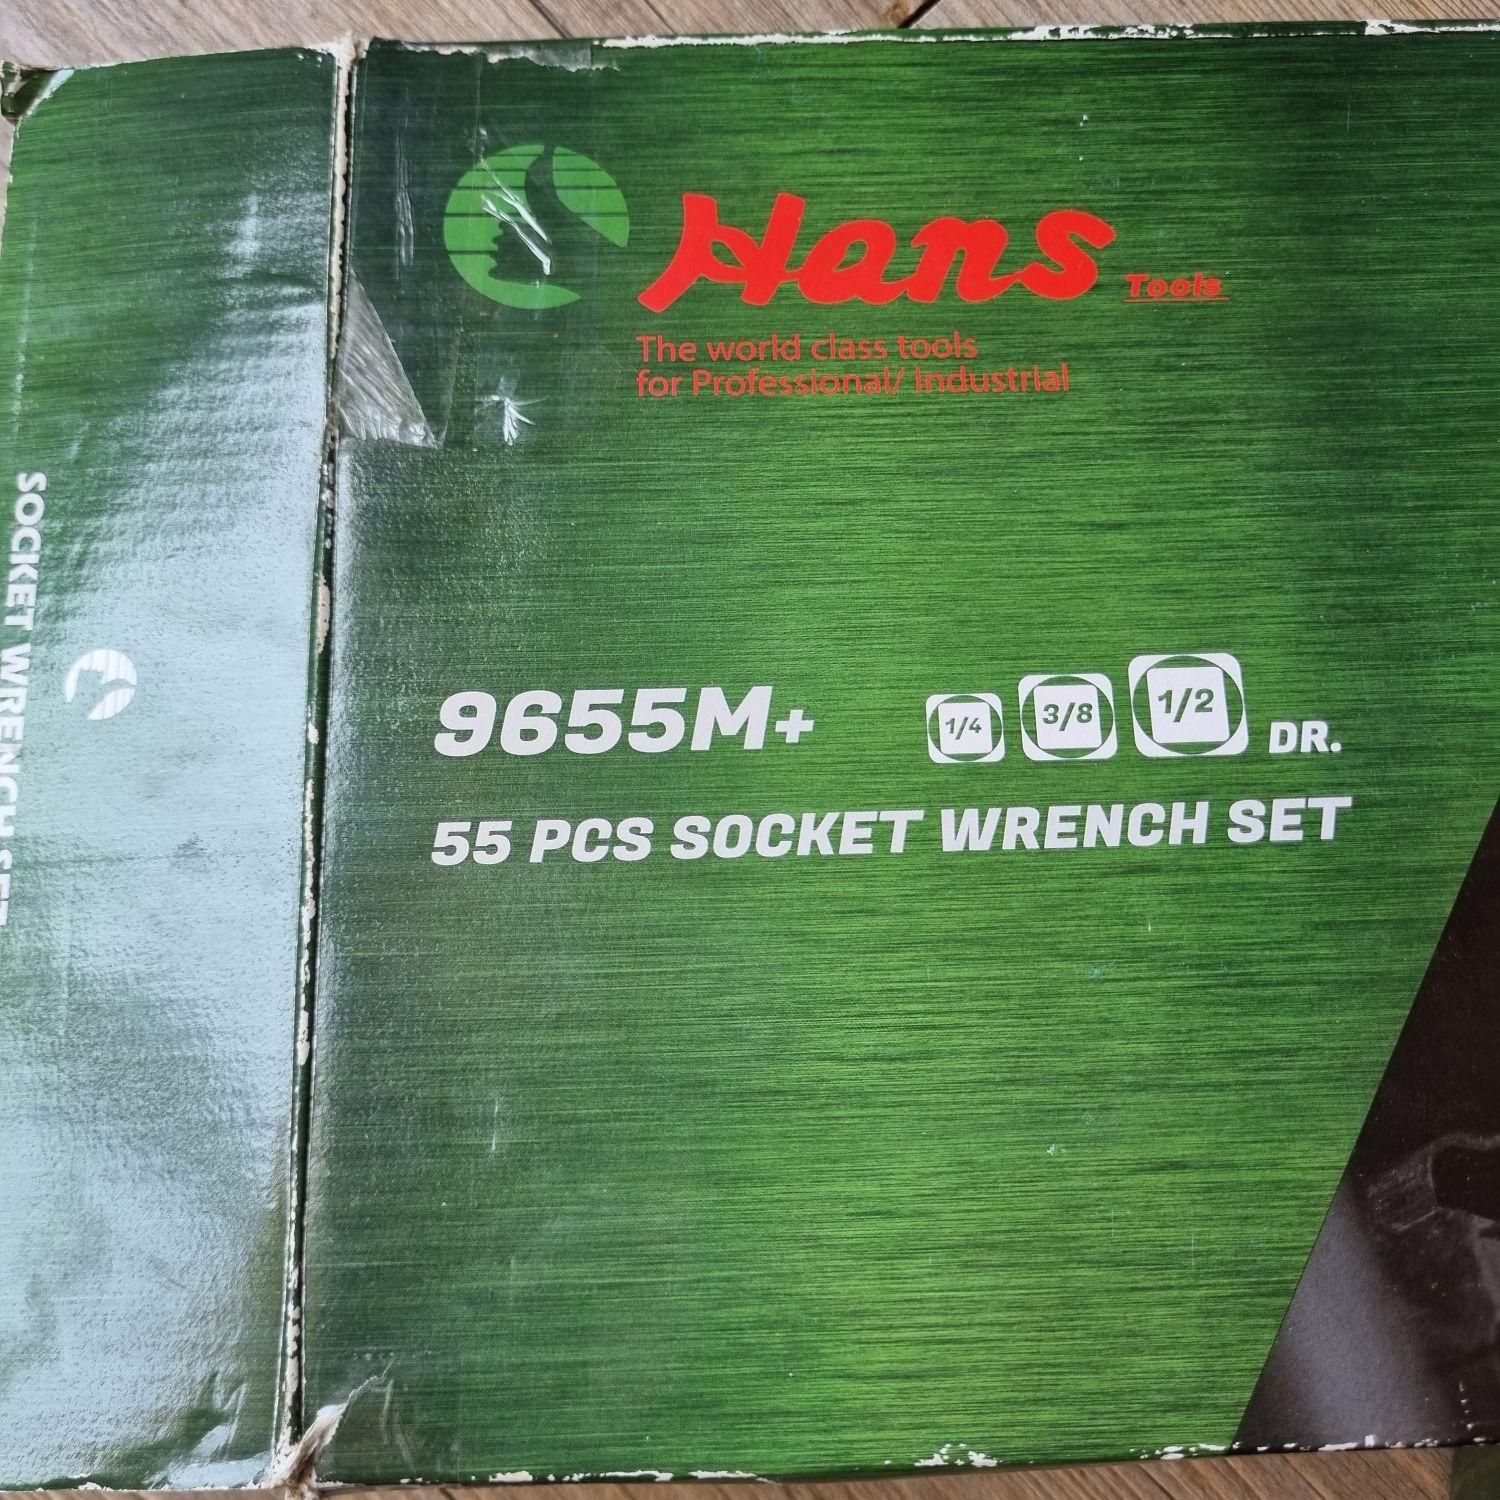 Hans Tools
The world class tools
for Professional/ Industrial
9655M+
1/4 3/8 1/2 DR.
55 PCS SOCKET WRENCH SET
SOCKET WRENCH SET